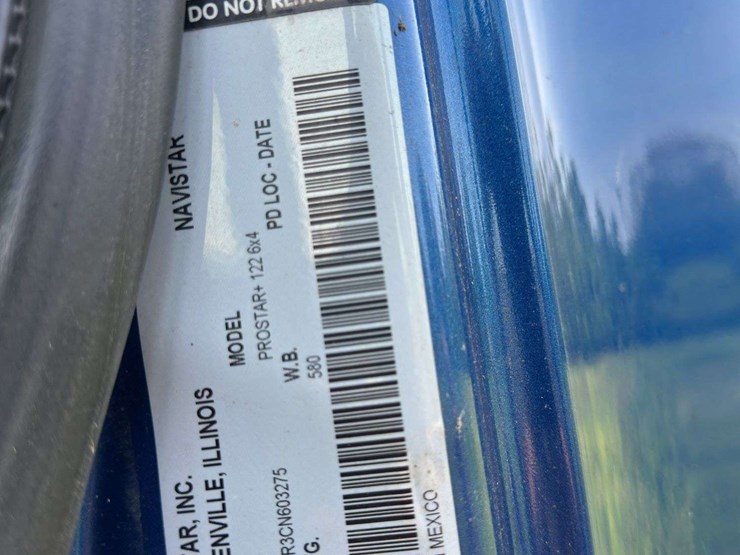 DO NOT
NAVISTAR
AR, INC.
ENVILLE, ILLINOIS
MODEL
PROSTAR+ 122 6x4
R3CN603275
W.B.
580
PD LOC - DATE
G.
MEXICO